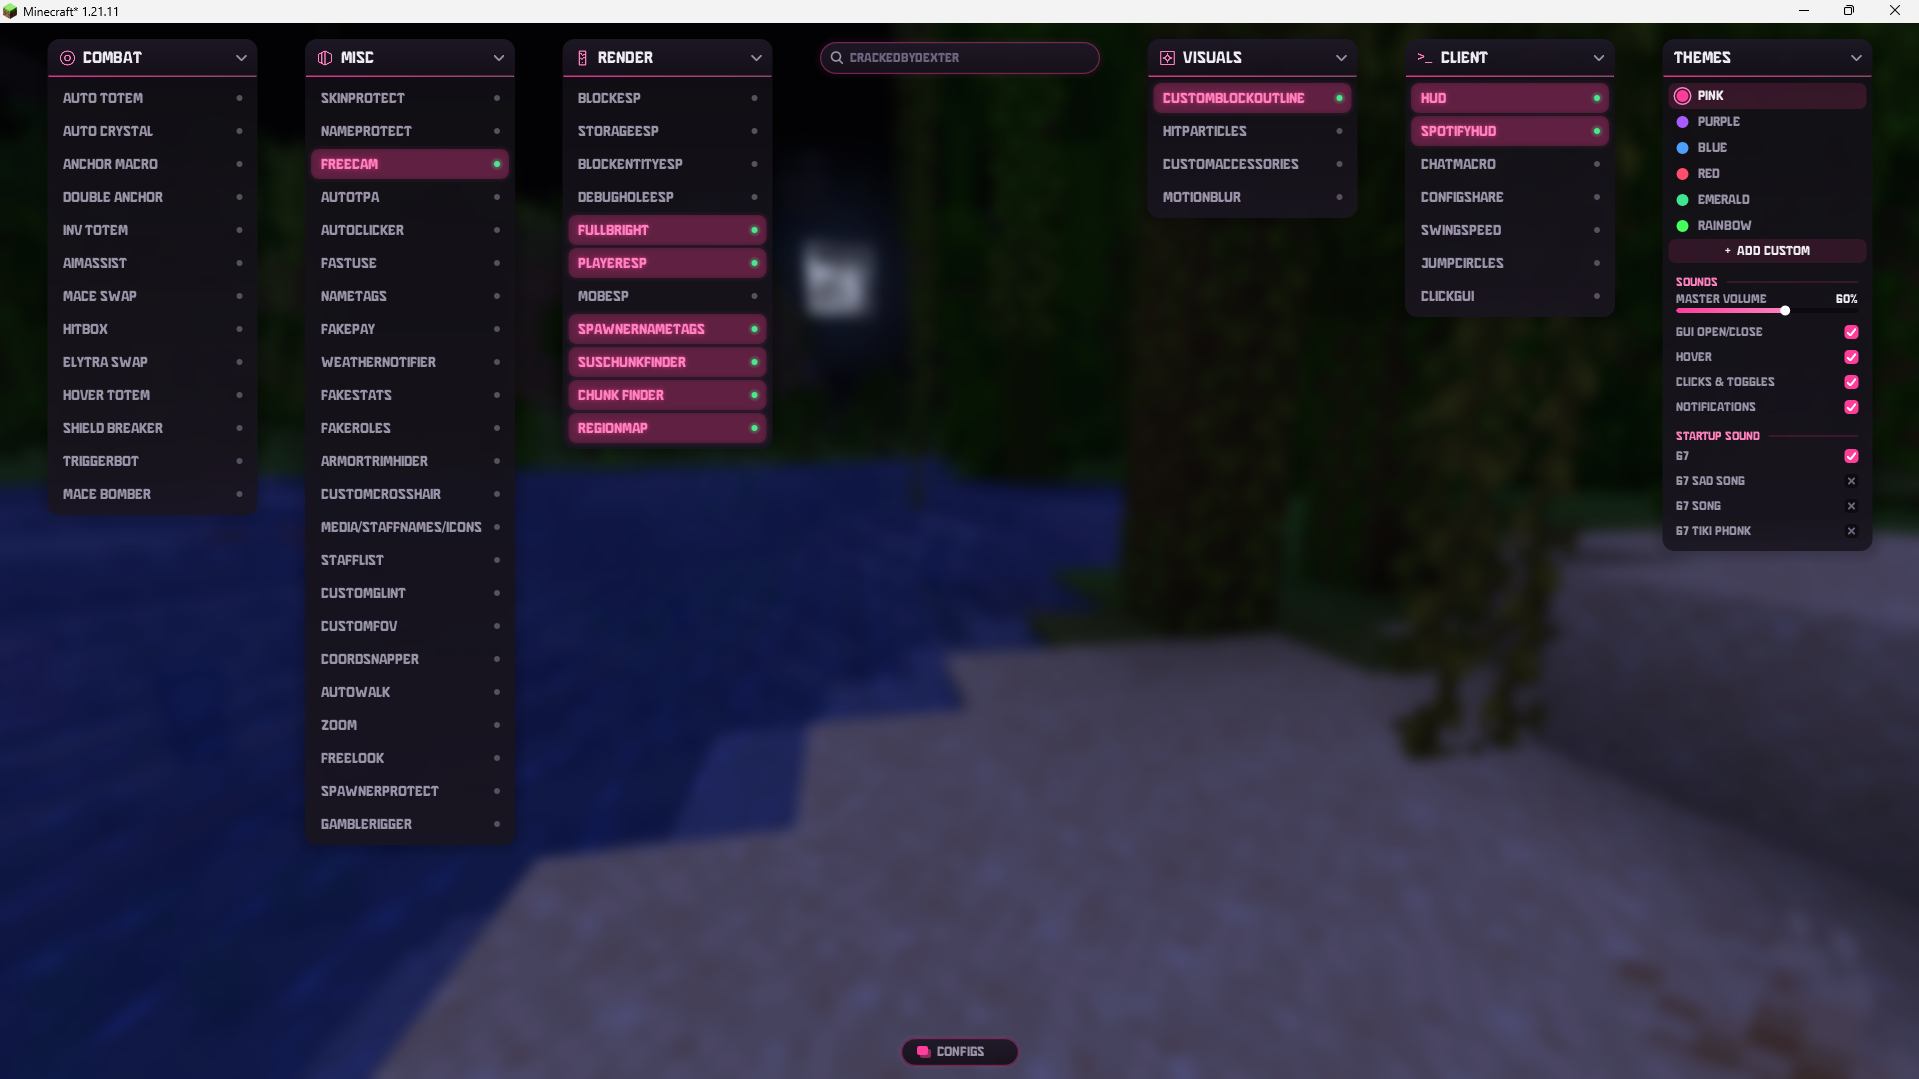 Minecraft* 1.21.11
COMBAT
AUTO TOTEM
AUTO CRYSTAL
ANCHOR MACRO
DOUBLE ANCHOR
INV TOTEM
AIMASSIST
MACE SWAP
HITBOX
ELYTRA SWAP
HOVER TOTEM
SHIELD BREAKER
TRIGGERBOT
MACE BOMBER
MISC
SKINPROTECT
NAMEPROTECT
FREECAM
AUTOTPA
AUTOCLICKER
FASTUSE
NAMETAGS
FAKEPAY
WEATHERNOTIFIER
FAKESTATS
FAKEROLES
ARMORTRIMHIDER
CUSTOMCROSSHAIR
MEDIA/STAFFNAMES/ICONS
STAFFLIST
CUSTOMGLINT
CUSTOMFOV
COORDSNAPPER
AUTOWALK
ZOOM
FREELOOK
SPAWNERPROTECT
GAMBLERIGGER
RENDER
BLOCKESP
STORAGEESP
BLOCKENTITYESP
DEBUGHOLEESP
FULLBRIGHT
PLAYERESP
MOBESP
SPAWNERNAMETAGS
SUSCHUNKFINDER
CHUNK FINDER
REGIONMAP
CRACKEDBYDEXTER
VISUALS
CUSTOMBLOCKOUTLINE
HITPARTICLES
CUSTOMACCESSORIES
MOTIONBLUR
>_ CLIENT
HUD
SPOTIFYHUD
CHATMACRO
CONFIGSHARE
SWINGSPEED
JUMPCIRCLES
CLICKGUI
THEMES
PINK
PURPLE
BLUE
RED
EMERALD
RAINBOW
+ ADD CUSTOM
SOUNDS
MASTER VOLUME 60%
GUI OPEN/CLOSE
HOVER
CLICKS & TOGGLES
NOTIFICATIONS
STARTUP SOUND
67
67 SAD SONG
67 SONG
67 TIKI PHONK
CONFIGS